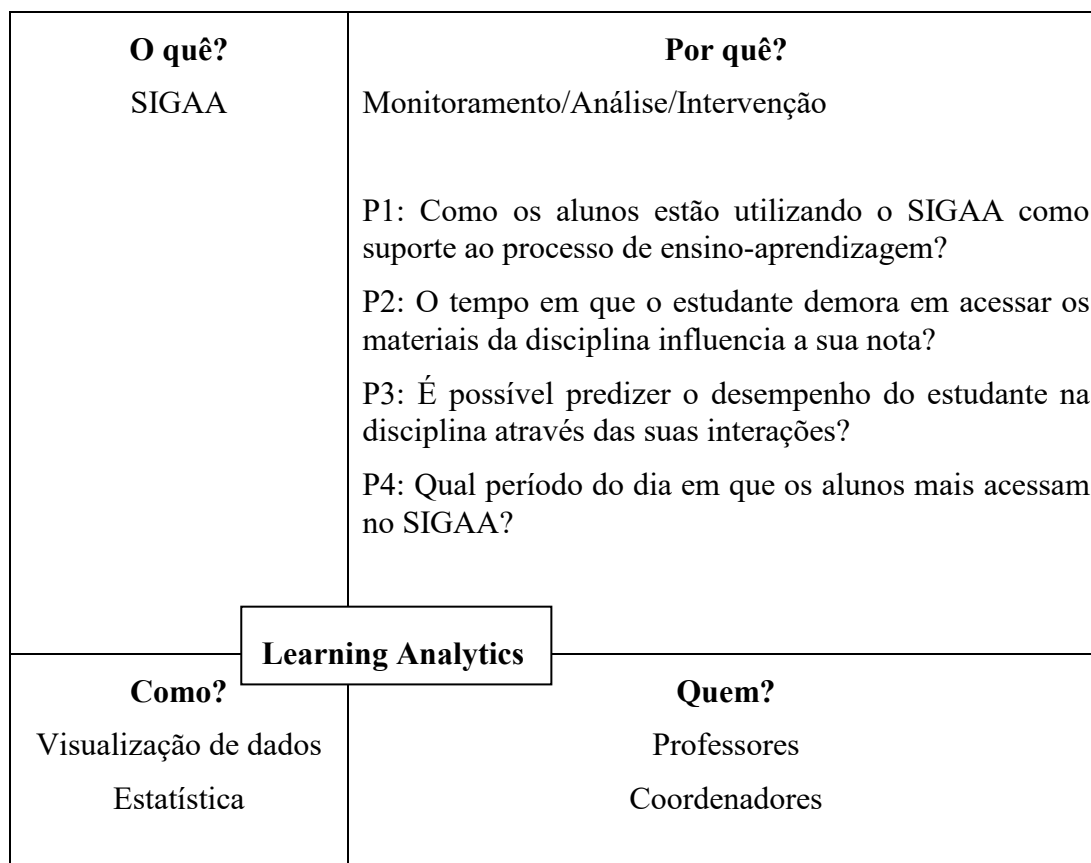 O quê?
SIGAA
Por quê?
Monitoramento/Análise/Intervenção
P1: Como os alunos estão utilizando o SIGAA como
suporte ao processo de ensino-aprendizagem?
P2: O tempo em que o estudante demora em acessar os
materiais da disciplina influencia a sua nota?
P3: É possível predizer o desempenho do estudante na
disciplina através das suas interações?
P4: Qual período do dia em que os alunos mais acessam
no SIGAA?
Learning Analytics
Como?
Visualização de dados
Estatística
Quem?
Professores
Coordenadores